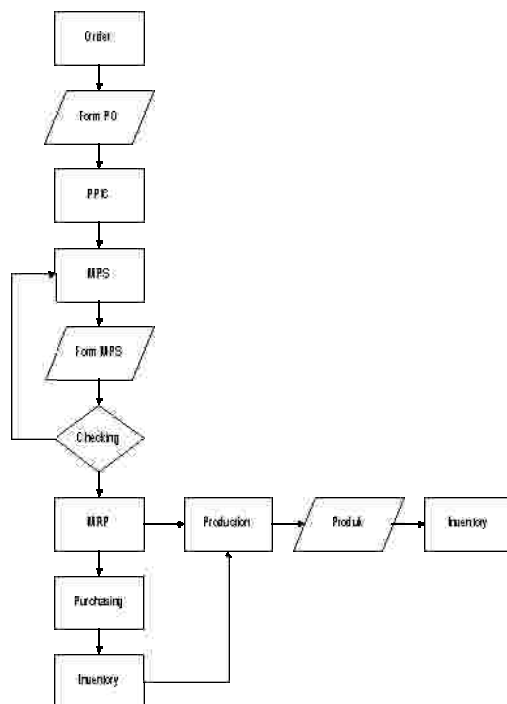 Order
Form PO
PPIC
MPS
Form MPS
Checking
MRP
Production
Produk
Inventory
Purchasing
Inventory